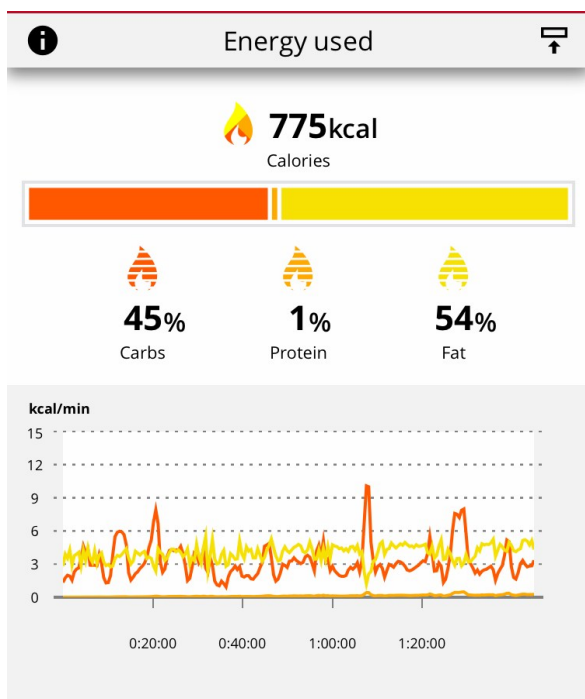 Energy used
775kcal
Calories
45% 1% 54%
Carbs Protein Fat
kcal/min
15
12
9
6
3
0
0:20:00 0:40:00 1:00:00 1:20:00